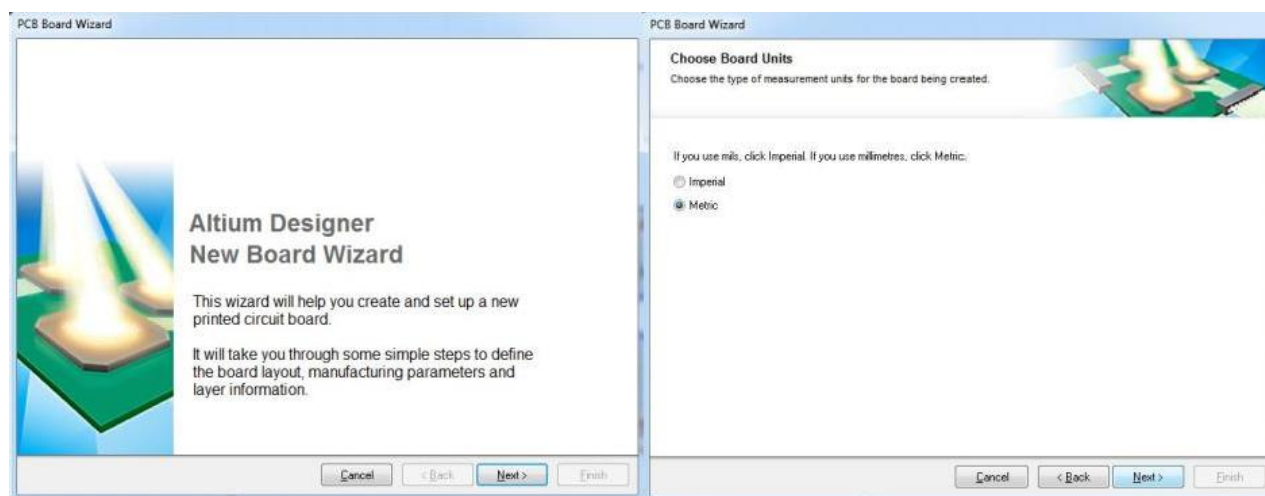 PCB Board Wizard
Altium Designer
New Board Wizard
This wizard will help you create and set up a new
printed circuit board.
It will take you through some simple steps to define
the board layout, manufacturing parameters and
layer information.
Cancel < Back Next > Finish
PCB Board Wizard
Choose Board Units
Choose the type of measurement units for the board being created.
If you use mils, click Imperial. If you use millimetres, click Metric.
Imperial
Metric
Cancel < Back Next > Finish